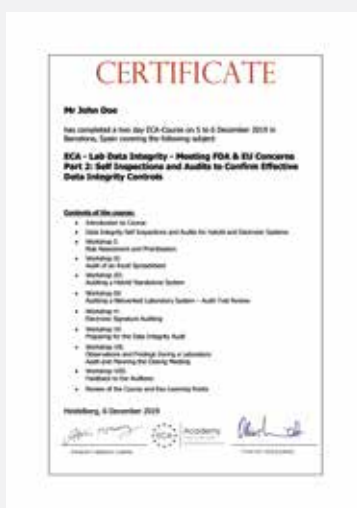 CERTIFICATE
Mr John Doe
has completed a two day ECA-Course on 5 to 6 December 2019 in
Barcelona, Spain covering the following subject
ECA - Lab Data Integrity - Meeting FDA & EU Concerns
Part 2: Self Inspections and Audits to Confirm Effective
Data Integrity Controls
Contents of the course:
Introduction to Course
Data Integrity Self Inspections and Audits for Hybrid and Electronic Systems
Workshop I:
Risk Assessment and Prioritisation
Workshop II:
Audit of an Excel Spreadsheet
Workshop III:
Auditing a Hybrid Standalone System
Workshop IV:
Auditing a Networked Laboratory System - Audit Trail Review
Workshop V:
Electronic Signature Auditing
Workshop VI:
Preparing for the Data Integrity Audit
Workshop VII:
Observations and Findings During a Laboratory
Audit and Planning the Closing Meeting
Workshop VIII:
Feedback to the Auditees
Review of the Course and Key Learning Points
Heidelberg, 6 December 2019
ECA Academy